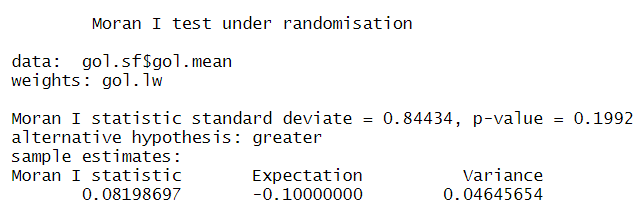 Moran I test under randomisation
data:  gol.sf$gol.mean
weights: gol.lw
Moran I statistic standard deviate = 0.84434, p-value = 0.1992
alternative hypothesis: greater
sample estimates:
Moran I statistic       Expectation          Variance
0.08198697       -0.10000000        0.04645654